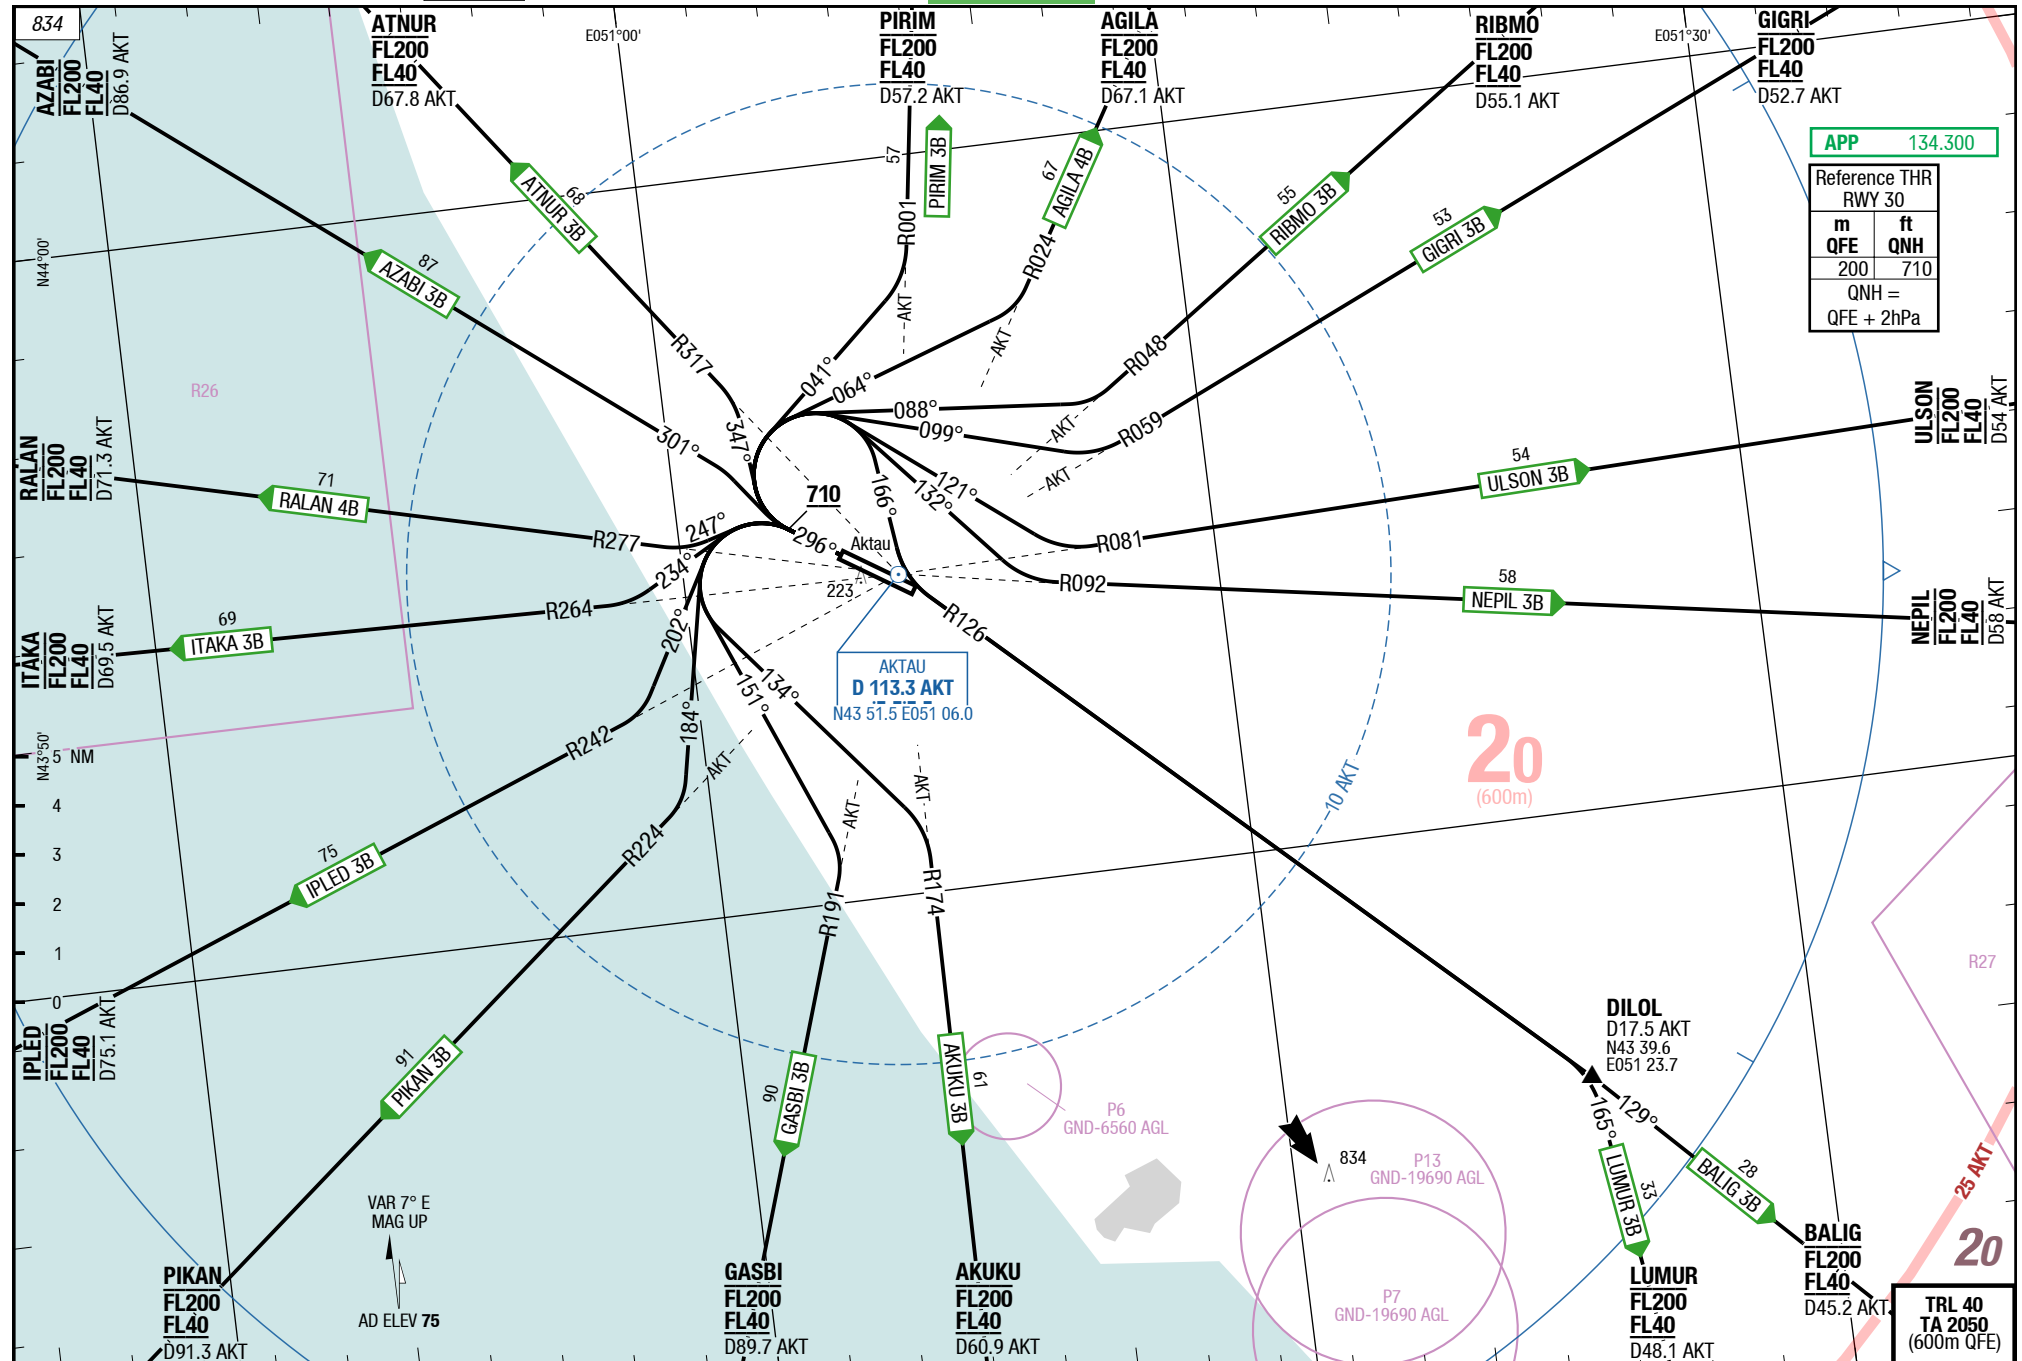 834
ATNUR
FL200
FL40
D67.8 AKT
E051°00'
PIRIM
FL200
FL40
D57.2 AKT
AGILA
FL200
FL40
D67.1 AKT
RIBMO
FL200
FL40
D55.1 AKT
E051°30'
GIGRI
FL200
FL40
D52.7 AKT
AZABI
FL200
FL40
D86.9 AKT
APP 134.300
Reference THR
RWY 30
m ft
QFE QNH
200 710
QNH =
QFE + 2hPa
57
PIRIM 3B
R001
AKT
67
AGILA 4B
R024
AKT
68
ATNUR 3B
R317
55
RIBMO 3B
R048
AKT
53
GIGRI 3B
R059
AKT
87
AZABI 3B
301°
N44°00'
R26
347°
041°
064°
088°
099°
121°
132°
166°
710
296°
Aktau
223
RALAN
FL200
FL40
D71.3 AKT
71
RALAN 4B
R277
247°
234°
ULSON
FL200
FL40
D54 AKT
54
ULSON 3B
R081
R092
58
NEPIL 3B
NEPIL
FL200
FL40
D58 AKT
ITAKA
FL200
FL40
D69.5 AKT
69
ITAKA 3B
R264
202°
R126
AKTAU
D 113.3 AKT
N43 51.5 E051 06.0
134°
151°
184°
R242
AKT
AKT
AKT
N43°50'
5 NM
4
3
2
1
0
20
(600m)
10 AKT
75
IPLED 3B
R224
R191
R174
IPLED
FL200
FL40
D75.1 AKT
R27
91
PIKAN 3B
90
GASBI 3B
AKUKU 3B
61
DILOL
D17.5 AKT
N43 39.6
E051 23.7
P6
GND-6560 AGL
165°
129°
834
P13
GND-19690 AGL
LUMUR 3B
33
28
BALIG 3B
25 AKT
VAR 7° E
MAG UP
AD ELEV 75
20
PIKAN
FL200
FL40
D91.3 AKT
GASBI
FL200
FL40
D89.7 AKT
AKUKU
FL200
FL40
D60.9 AKT
P7
GND-19690 AGL
LUMUR
FL200
FL40
D48.1 AKT
BALIG
FL200
FL40
D45.2 AKT
TRL 40
TA 2050
(600m QFE)